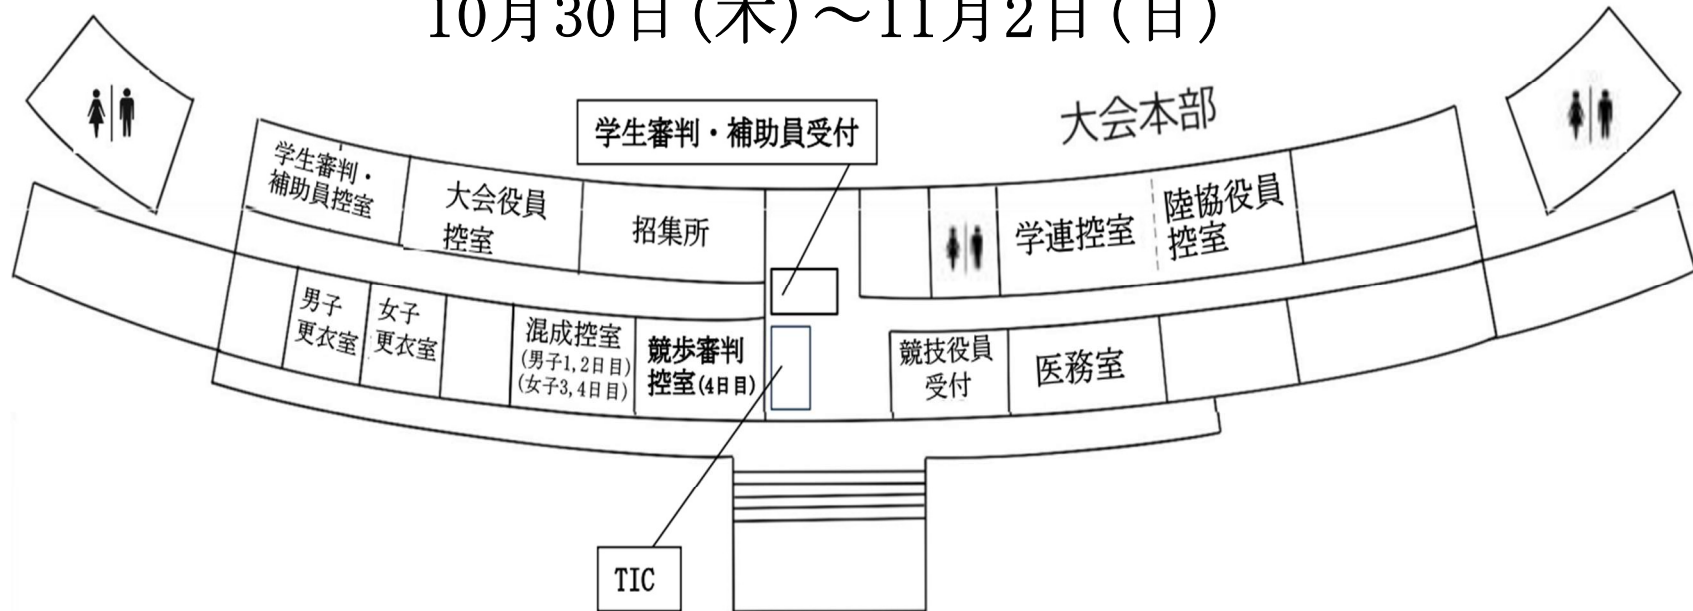 10月30日(木)～11月2日(日)
大会本部
学生審判・補助員受付
学生審判・
補助員控室
大会役員
控室
招集所
学連控室
陸協役員
控室
男子
更衣室
女子
更衣室
混成控室
(男子1,2日目)
(女子3,4日目)
競歩審判
控室(4日目)
競技役員
受付
医務室
TIC